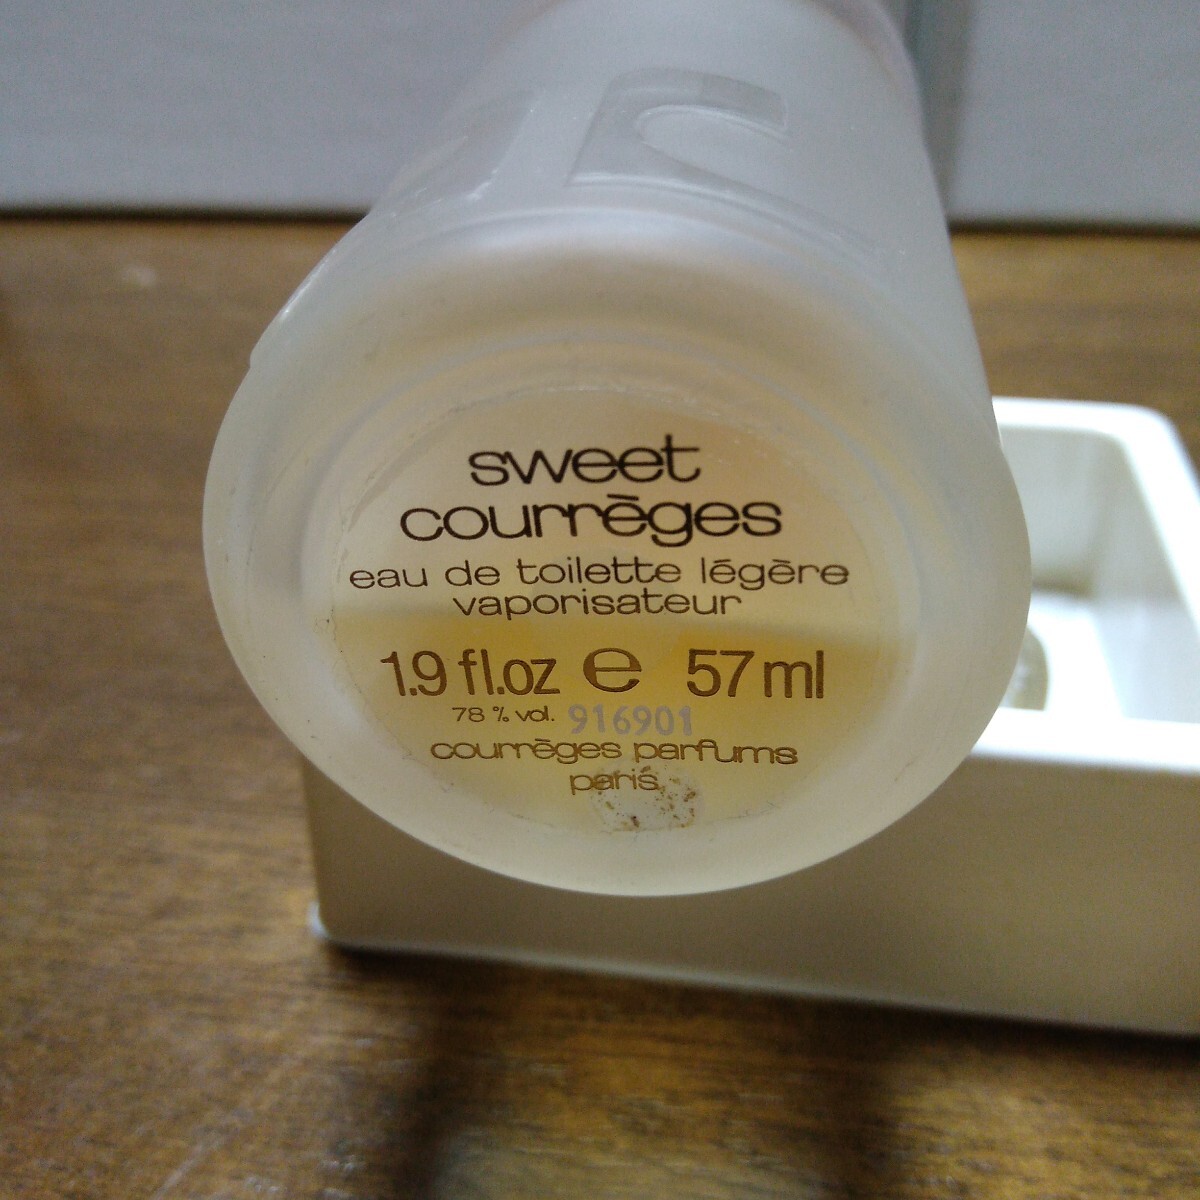 sweet
courrèges
eau de toilette légère
vaporisateur
1.9 fl.oz e 57 ml
78 % vol. 916901
courrèges parfums
paris